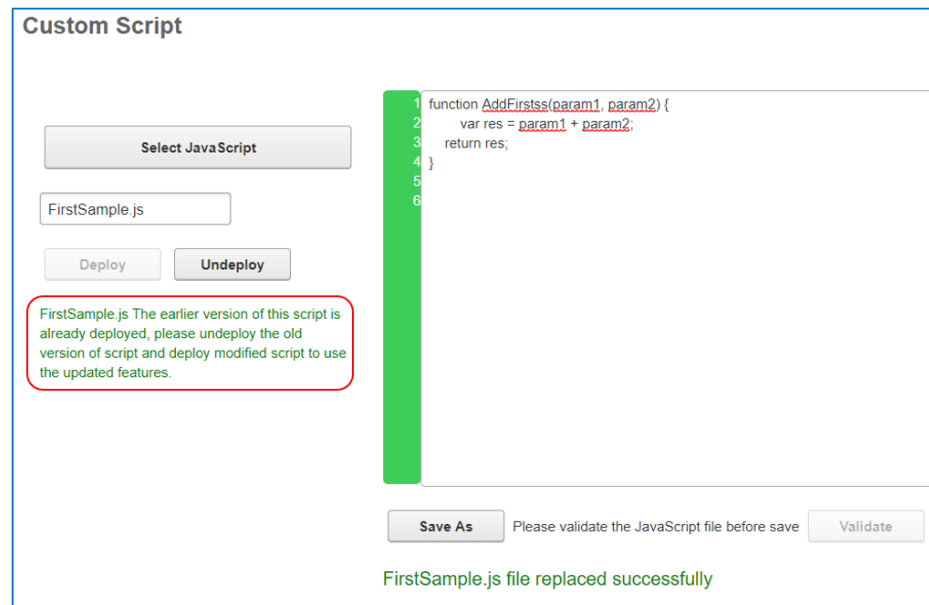 Custom Script
Select JavaScript
FirstSample.js
Deploy
Undeploy
FirstSample.js The earlier version of this script is
already deployed, please undeploy the old
version of script and deploy modified script to use
the updated features.
1 function AddFirstss(param1, param2) {
2 var res = param1 + param2;
3 return res;
4 }
5
6
Save As Please validate the JavaScript file before save Validate
FirstSample.js file replaced successfully